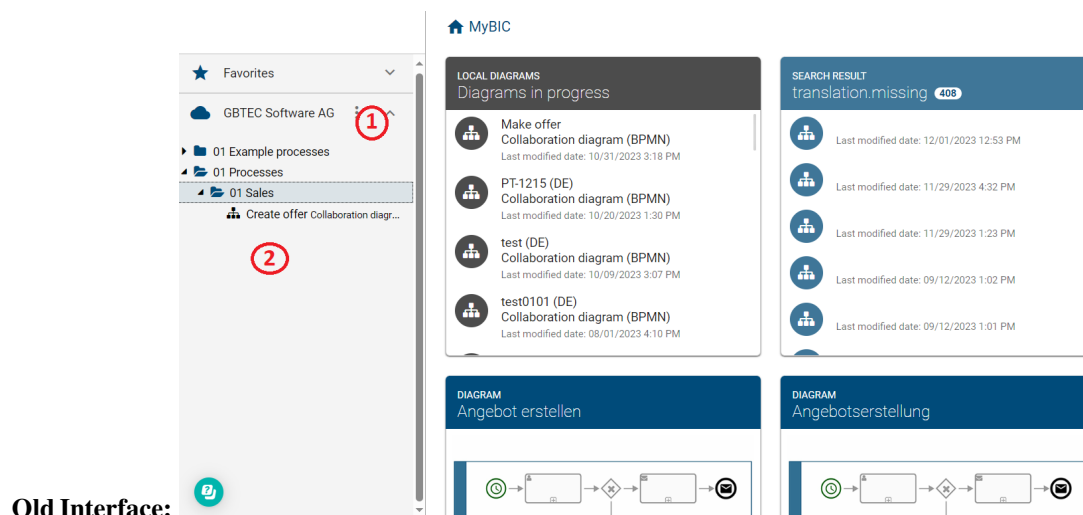 MyBIC
Favorites
GBTEC Software AG
1
01 Example processes
01 Processes
01 Sales
Create offer Collaboration diagr...
2
LOCAL DIAGRAMS
Diagrams in progress
Make offer
Collaboration diagram (BPMN)
Last modified date: 10/31/2023 3:18 PM
PT-1215 (DE)
Collaboration diagram (BPMN)
Last modified date: 10/20/2023 1:30 PM
test (DE)
Collaboration diagram (BPMN)
Last modified date: 10/09/2023 3:07 PM
test0101 (DE)
Collaboration diagram (BPMN)
Last modified date: 08/01/2023 4:10 PM
SEARCH RESULT
translation.missing 408
Last modified date: 12/01/2023 12:53 PM
Last modified date: 11/29/2023 4:32 PM
Last modified date: 11/29/2023 1:23 PM
Last modified date: 09/12/2023 1:02 PM
Last modified date: 09/12/2023 1:01 PM
DIAGRAM
Angebot erstellen
DIAGRAM
Angebotserstellung
Old Interface: